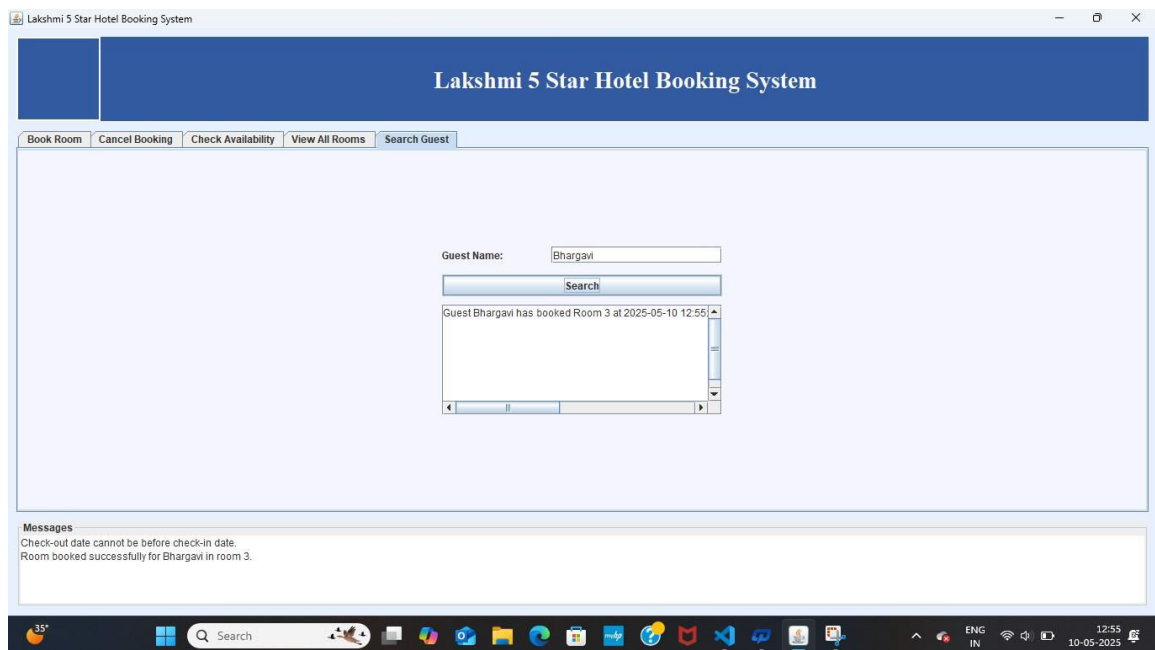 Lakshmi 5 Star Hotel Booking System
Lakshmi 5 Star Hotel Booking System
Book Room Cancel Booking Check Availability View All Rooms Search Guest
Guest Name: Bhargavi
Search
Guest Bhargavi has booked Room 3 at 2025-05-10 12:55:
Messages
Check-out date cannot be before check-in date.
Room booked successfully for Bhargavi in room 3.
35°
Search
ENG
IN
12:55
10-05-2025